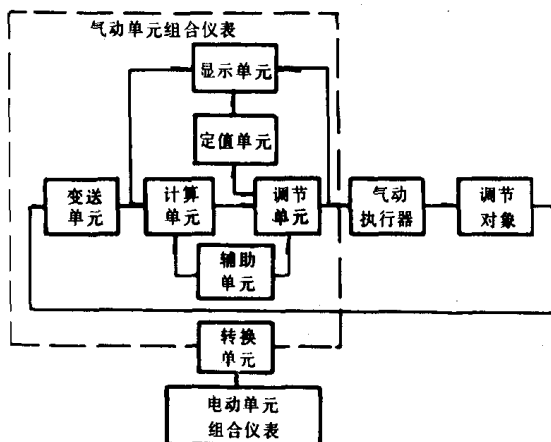 气动单元组合仪表
显示单元
定值单元
变送
单元
计算
单元
调节
单元
气动
执行器
调节
对象
辅助
单元
转换
单元
电动单元
组合仪表